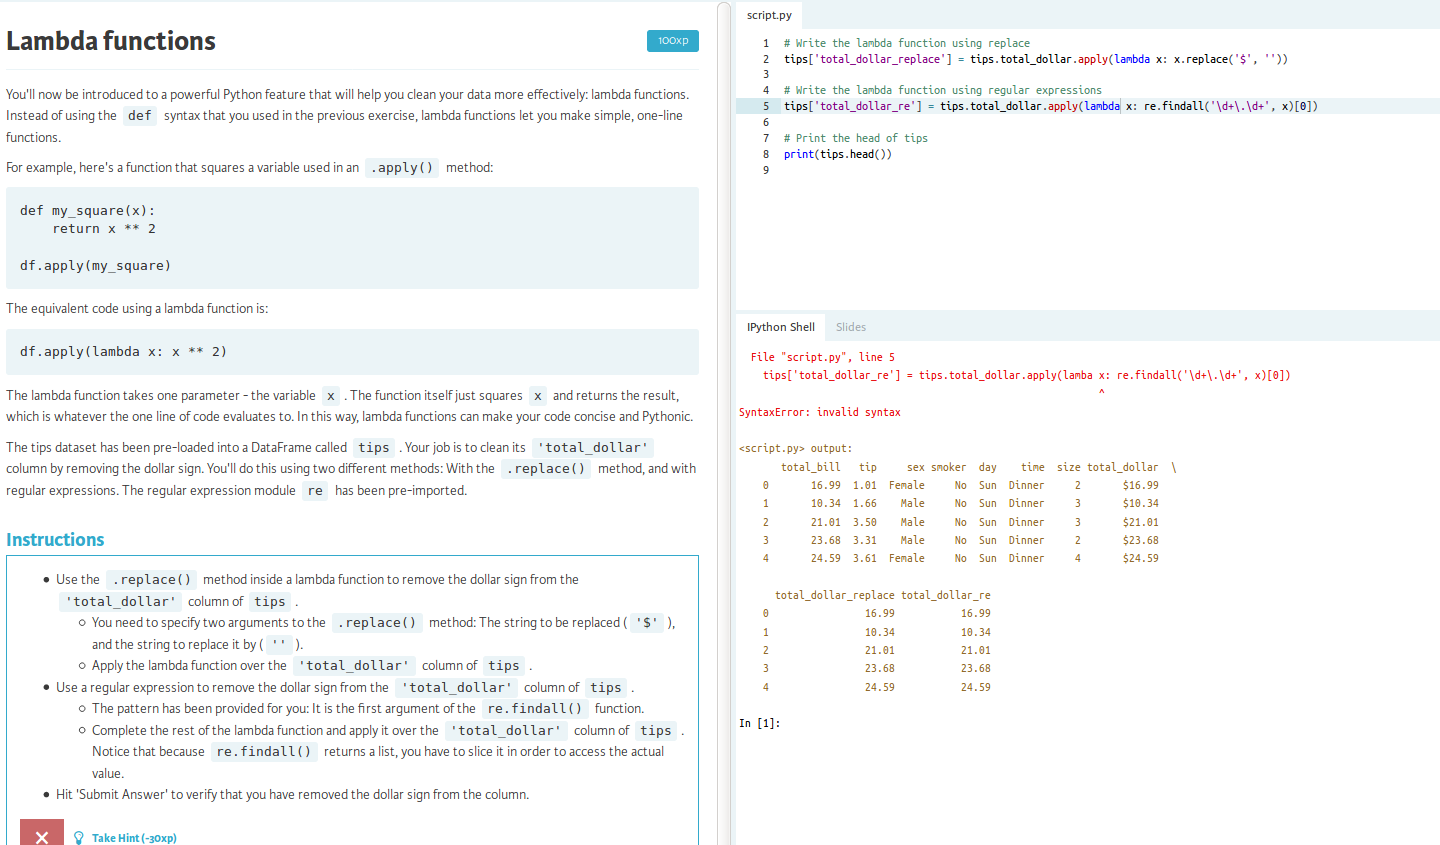 Lambda functions
100xp
You'll now be introduced to a powerful Python feature that will help you clean your data more effectively: lambda functions.
Instead of using the def syntax that you used in the previous exercise, lambda functions let you make simple, one-line
functions.
For example, here's a function that squares a variable used in an .apply() method:
def my_square(x):
    return x ** 2
df.apply(my_square)
The equivalent code using a lambda function is:
df.apply(lambda x: x ** 2)
The lambda function takes one parameter - the variable x . The function itself just squares x and returns the result,
which is whatever the one line of code evaluates to. In this way, lambda functions can make your code concise and Pythonic.
The tips dataset has been pre-loaded into a DataFrame called tips . Your job is to clean its 'total_dollar'
column by removing the dollar sign. You'll do this using two different methods: With the .replace() method, and with
regular expressions. The regular expression module re has been pre-imported.
Instructions
• Use the .replace() method inside a lambda function to remove the dollar sign from the
'total_dollar' column of tips .
○ You need to specify two arguments to the .replace() method: The string to be replaced ( '$' ),
and the string to replace it by ( '' ).
○ Apply the lambda function over the 'total_dollar' column of tips .
• Use a regular expression to remove the dollar sign from the 'total_dollar' column of tips .
○ The pattern has been provided for you: It is the first argument of the re.findall() function.
○ Complete the rest of the lambda function and apply it over the 'total_dollar' column of tips .
Notice that because re.findall() returns a list, you have to slice it in order to access the actual
value.
• Hit 'Submit Answer' to verify that you have removed the dollar sign from the column.
Take Hint (-30xp)
script.py
1 # Write the lambda function using replace
2 tips['total_dollar_replace'] = tips.total_dollar.apply(lambda x: x.replace('$', ''))
3
4 # Write the lambda function using regular expressions
5 tips['total_dollar_re'] = tips.total_dollar.apply(lambda x: re.findall('\d+\.\d+', x)[0])
6
7 # Print the head of tips
8 print(tips.head())
9
IPython Shell Slides
File "script.py", line 5
tips['total_dollar_re'] = tips.total_dollar.apply(lamba x: re.findall('\d+\.\d+', x)[0])
^
SyntaxError: invalid syntax
<script.py> output:
total_bill tip sex smoker day time size total_dollar \
0 16.99 1.01 Female No Sun Dinner 2 $16.99
1 10.34 1.66 Male No Sun Dinner 3 $10.34
2 21.01 3.50 Male No Sun Dinner 3 $21.01
3 23.68 3.31 Male No Sun Dinner 2 $23.68
4 24.59 3.61 Female No Sun Dinner 4 $24.59
total_dollar_replace total_dollar_re
0 16.99 16.99
1 10.34 10.34
2 21.01 21.01
3 23.68 23.68
4 24.59 24.59
In [1]: